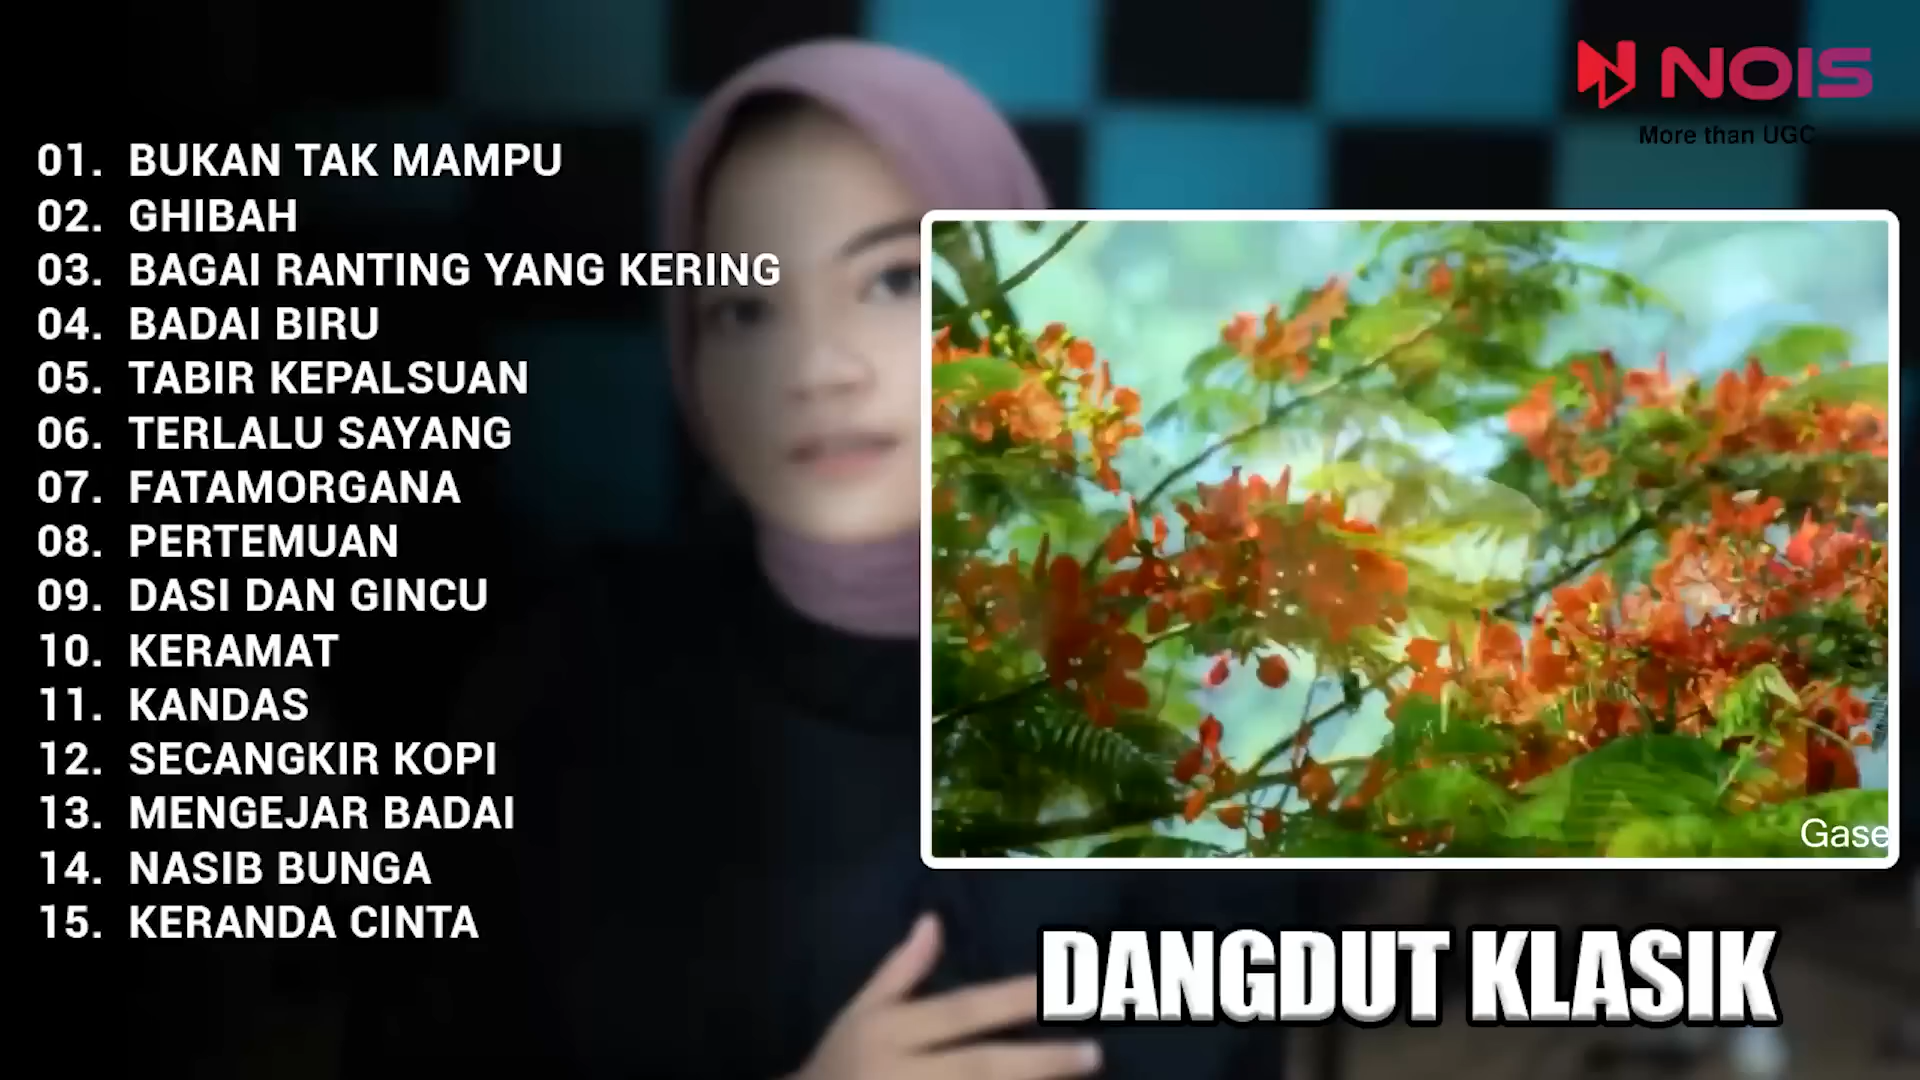 NOIS
More than UGC
01. BUKAN TAK MAMPU
02. GHIBAH
03. BAGAI RANTING YANG KERING
04. BADAI BIRU
05. TABIR KEPALSUAN
06. TERLALU SAYANG
07. FATAMORGANA
08. PERTEMUAN
09. DASI DAN GINCU
10. KERAMAT
11. KANDAS
12. SECANGKIR KOPI
13. MENGEJAR BADAI
14. NASIB BUNGA
15. KERANDA CINTA
Gase
DANGDUT KLASIK